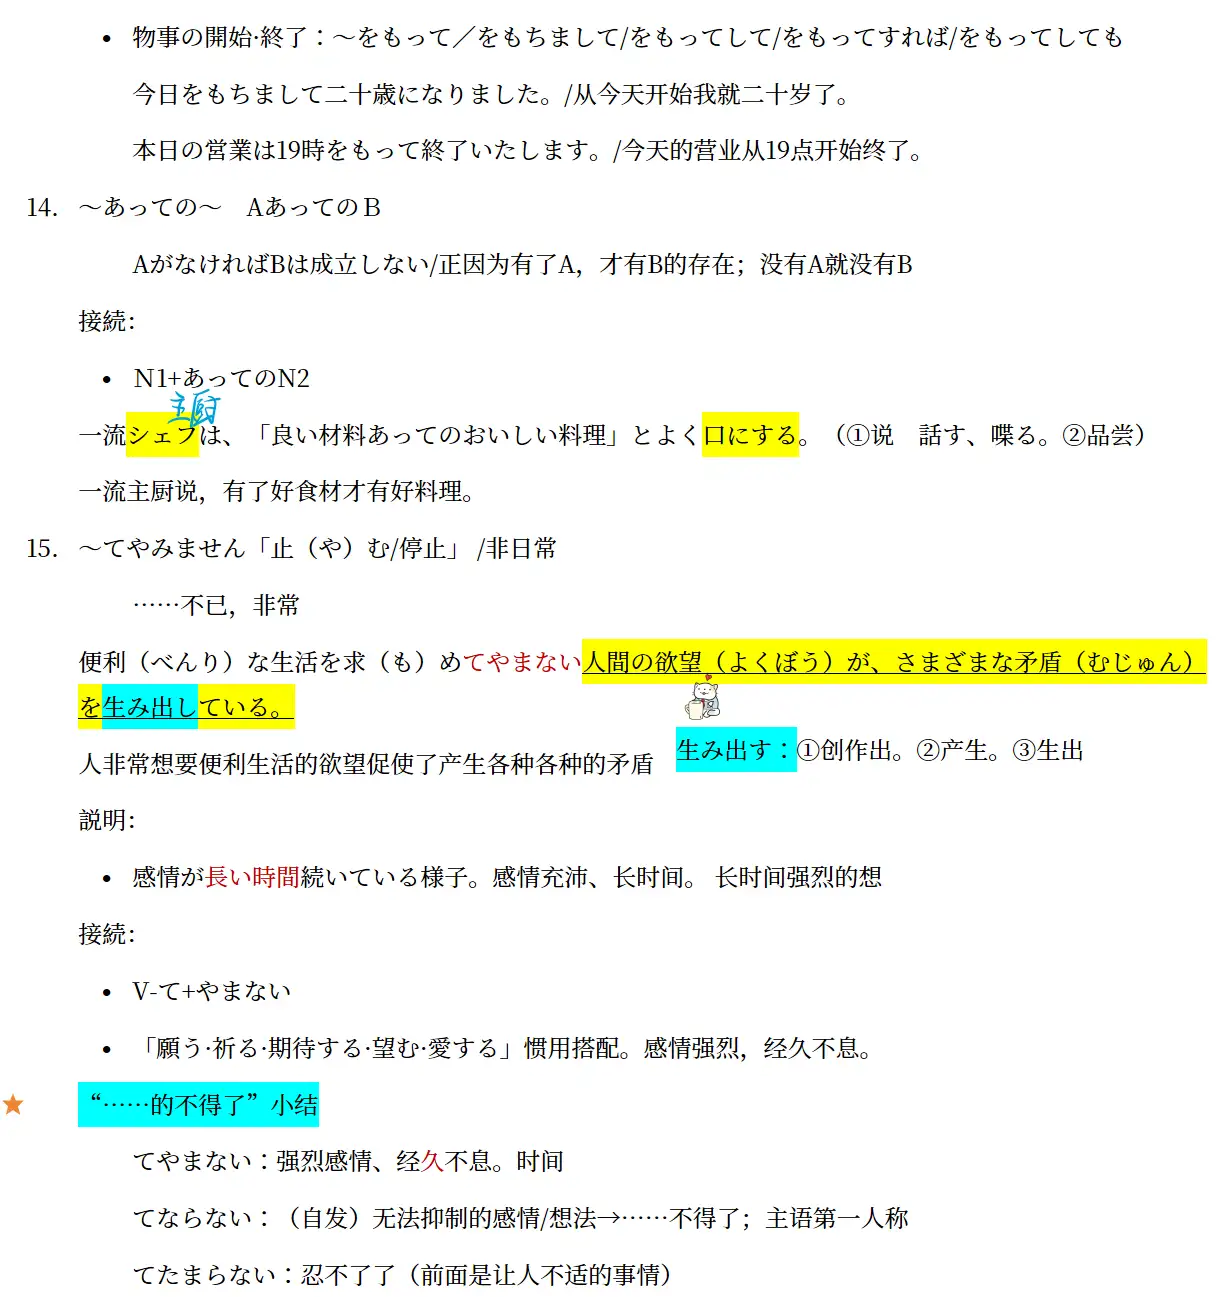 • 物事の開始·終了：～をもって／をもちまして/をもってして/をもってすれば/をもってしても
今日をもちまして二十歳になりました。/从今天开始我就二十岁了。
本日の営業は19時をもって終了いたします。/今天的营业从19点开始终了。
14. ～あっての～　AあってのＢ
AがなければBは成立しない/正因为有了A，才有B的存在；没有A就没有B
接続：
• N1+あってのN2
主厨
一流シェフは、「良い材料あってのおいしい料理」とよく口にする。（①说　話す、喋る。②品尝）
一流主厨说，有了好食材才有好料理。
15. ～てやみません「止（や）む/停止」 /非日常
……不已，非常
便利（べんり）な生活を求（も）めてやまない人間の欲望（よくぼう）が、さまざまな矛盾（むじゅん）
を生み出している。
人非常想要便利生活的欲望促使了产生各种各种的矛盾
生み出す：①创作出。②产生。③生出
説明：
• 感情が長い時間続いている様子。感情充沛、长时间。 长时间强烈的想
接続：
• V-て+やまない
• 「願う·祈る·期待する·望む·愛する」惯用搭配。感情强烈，经久不息。
“……的不得了”小结
てやまない：强烈感情、经久不息。时间
てならない：（自发）无法抑制的感情/想法→……不得了；主语第一人称
てたまらない：忍不了了（前面是让人不适的事情）